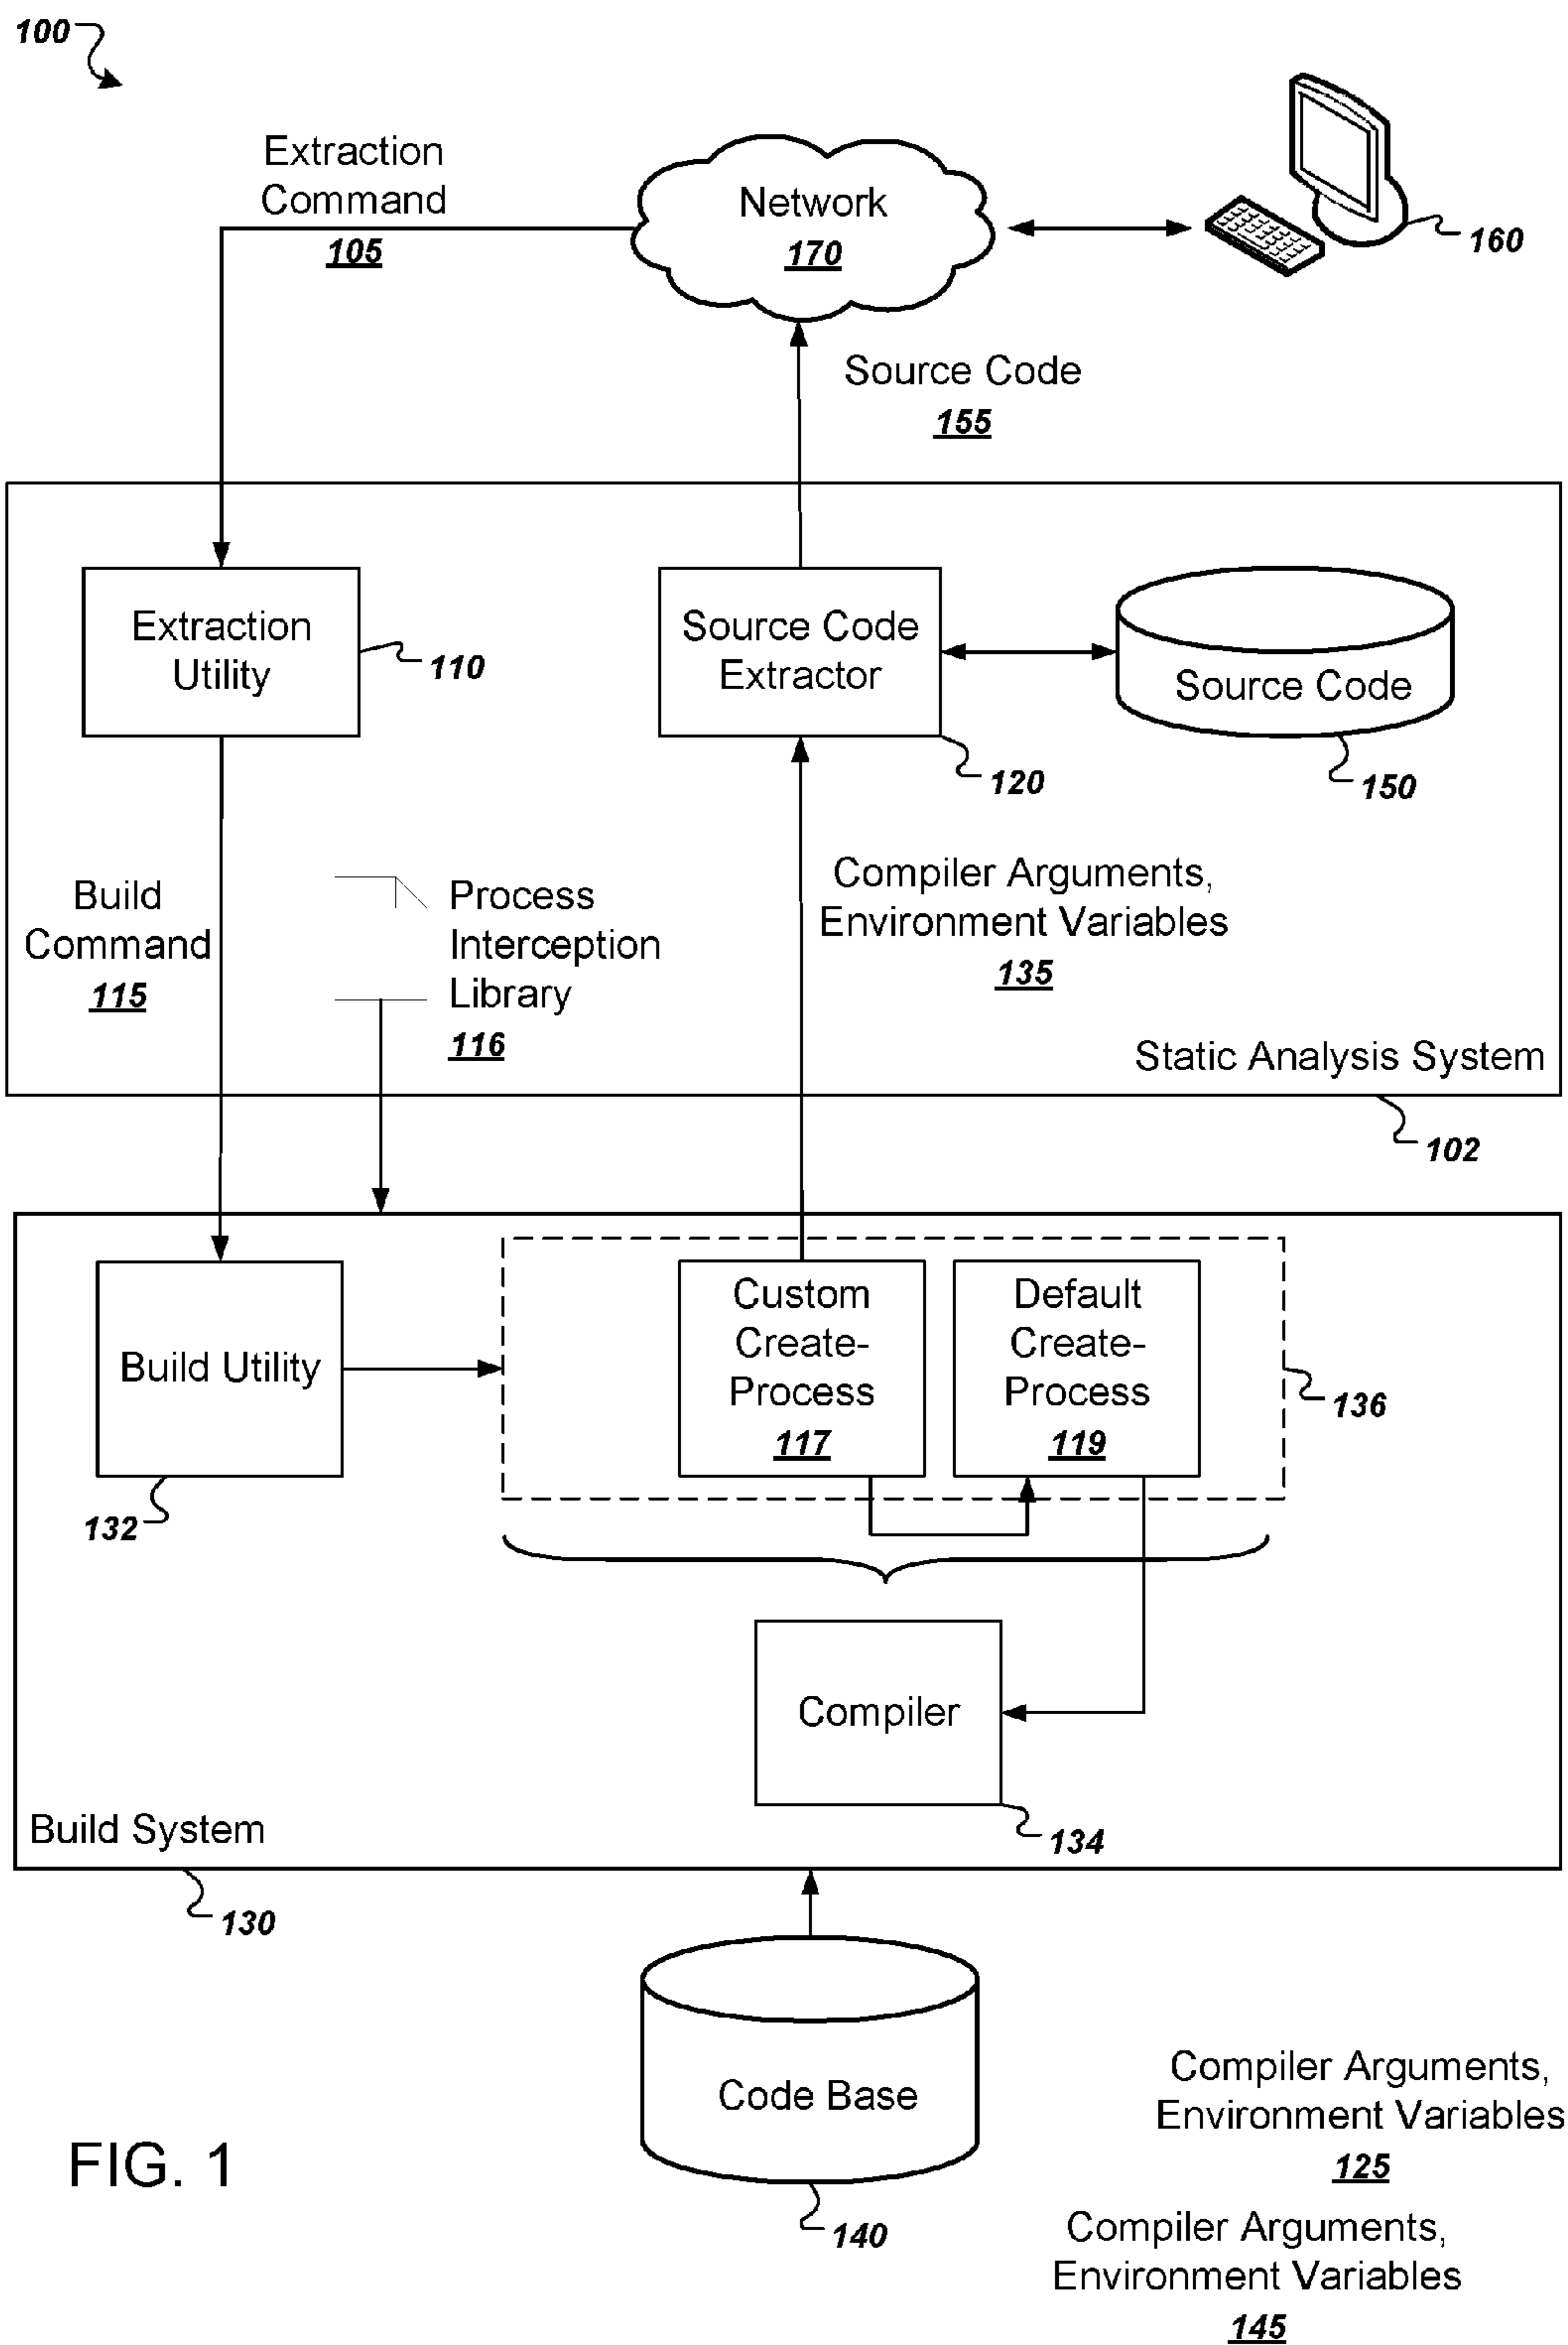 100
Extraction
Command
105
Network
170
160
Source Code
155
Extraction
Utility
110
Source Code
Extractor
120
Source Code
150
Build
Command
115
Process
Interception
Library
116
Compiler Arguments,
Environment Variables
135
Static Analysis System
102
Build Utility
132
Custom
Create-
Process
117
Default
Create-
Process
119
136
Compiler
134
Build System
130
Code Base
140
Compiler Arguments,
Environment Variables
125
Compiler Arguments,
Environment Variables
145
FIG. 1